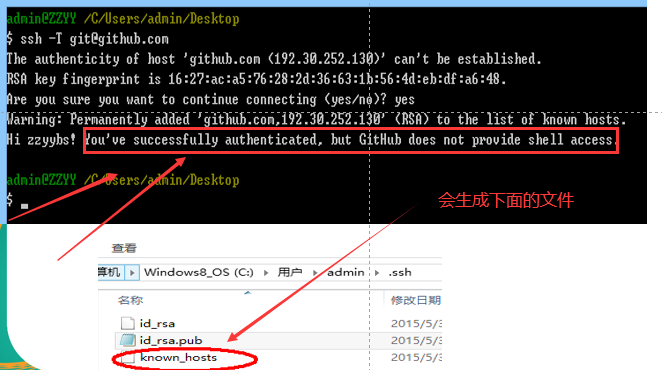 admin@ZZYY /C/Users/admin/Desktop
$ ssh -T git@github.com
The authenticity of host 'github.com (192.30.252.130)' can't be established.
RSA key fingerprint is 16:27:ac:a5:76:28:2d:36:63:1b:56:4d:eb:df:a6:48.
Are you sure you want to continue connecting (yes/no)? yes
Warning: Permanently added 'github.com,192.30.252.130' (RSA) to the list of known hosts.
Hi zzyybs! You've successfully authenticated, but GitHub does not provide shell access.
admin@ZZYY /C/Users/admin/Desktop
$
会生成下面的文件
查看
算机 Windows8_OS (C:) 用户 admin .ssh
名称 修改日期
id_rsa 2015/5/3
id_rsa.pub 2015/5/3
known_hosts 2015/5/3